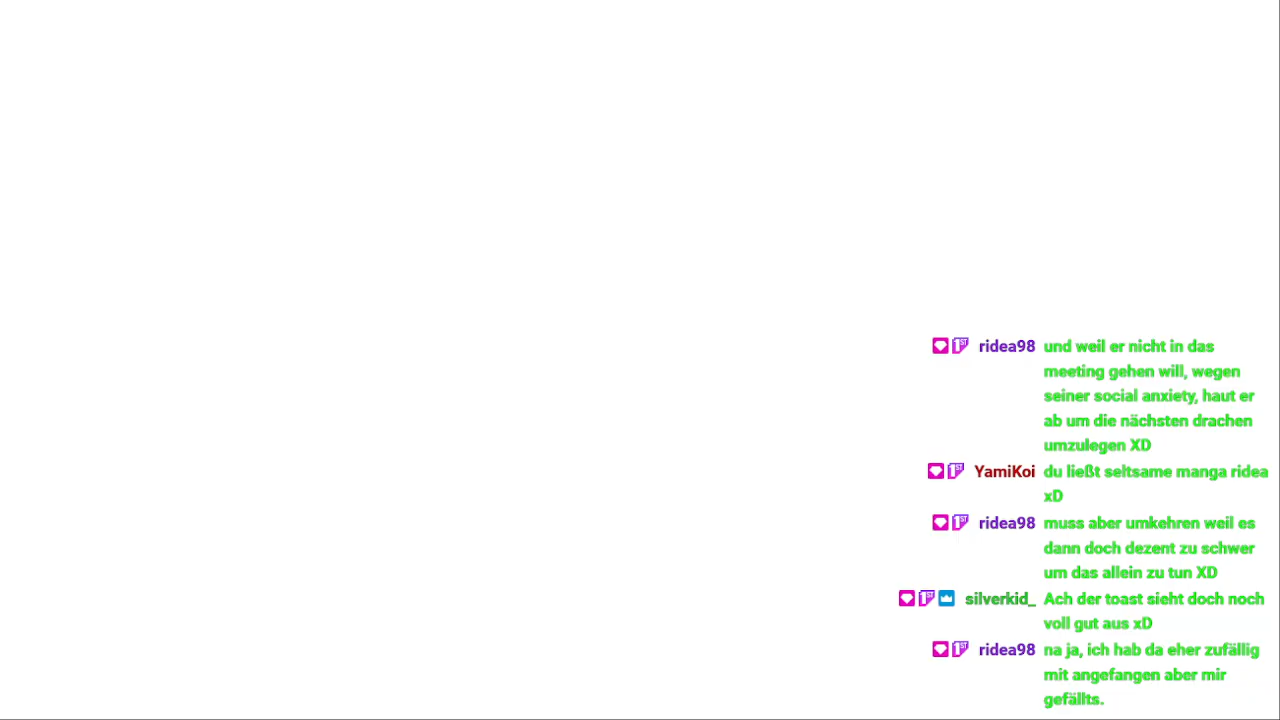 ridea98 und weil er nicht in das
meeting gehen will, wegen
seiner social anxiety, haut er
ab um die nächsten drachen
umzulegen XD
YamiKoi du ließt seltsame manga ridea
xD
ridea98 muss aber umkehren weil es
dann doch dezent zu schwer
um das allein zu tun XD
silverkid_ Ach der toast sieht doch noch
voll gut aus xD
ridea98 na ja, ich hab da eher zufällig
mit angefangen aber mir
gefällts.